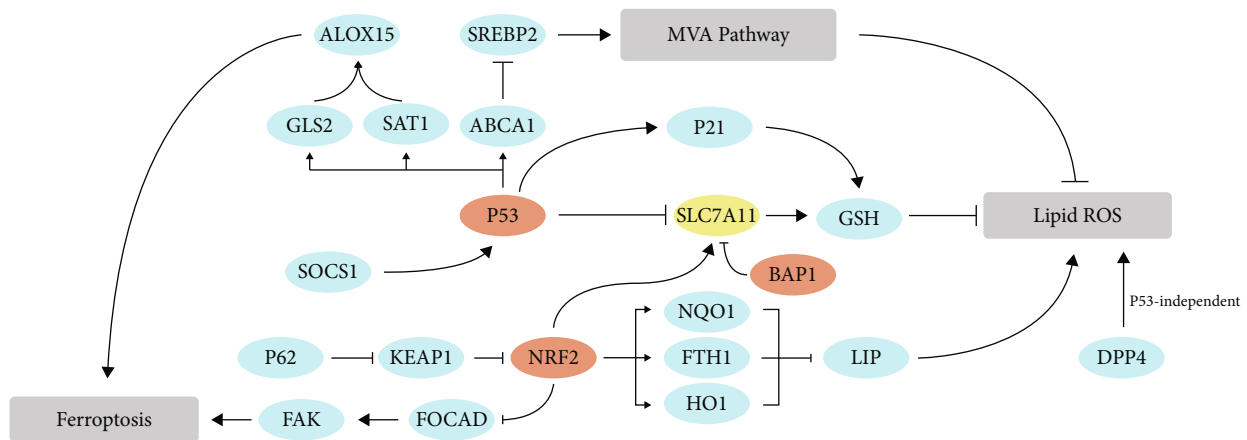 ALOX15
SREBP2
MVA Pathway
GLS2
SAT1
ABCA1
P21
P53
SLC7A11
GSH
Lipid ROS
SOCS1
BAP1
P53-independent
NQO1
P62
KEAP1
NRF2
FTH1
LIP
DPP4
HO1
Ferroptosis
FAK
FOCAD